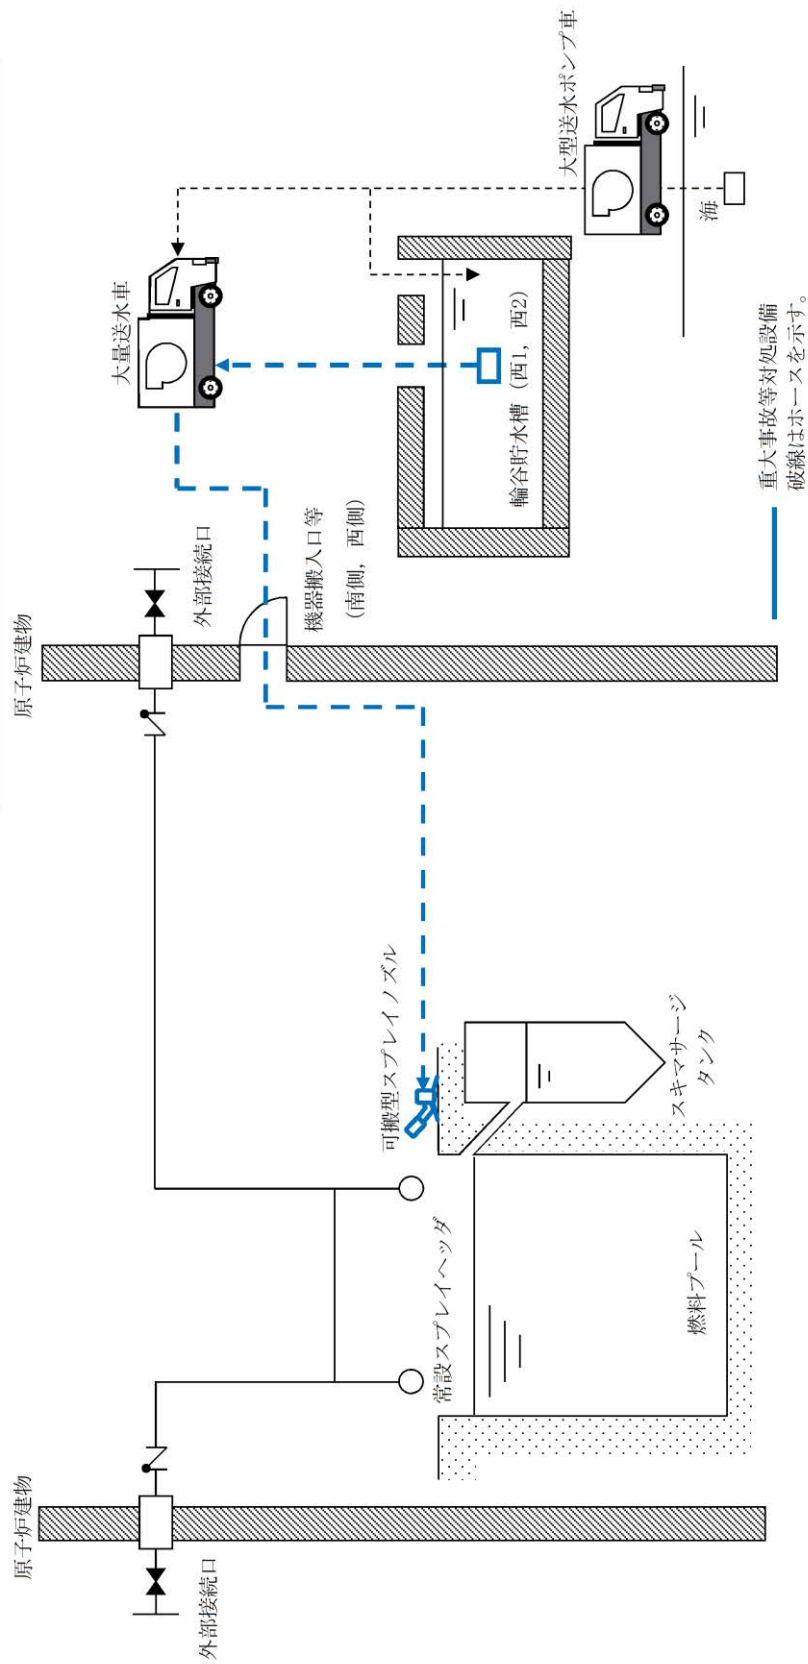 原子炉建物
外部接続口
常設スプレイヘッダ
燃料プール
スキマサージ
タンク
可搬型スプレイノズル
原子炉建物
外部接続口
機器搬入口等
(南側, 西側)
大量送水車
輪谷貯水槽 (西1, 西2)
大型送水ポンプ車
海
重大事故等対処設備
破線はホースを示す。